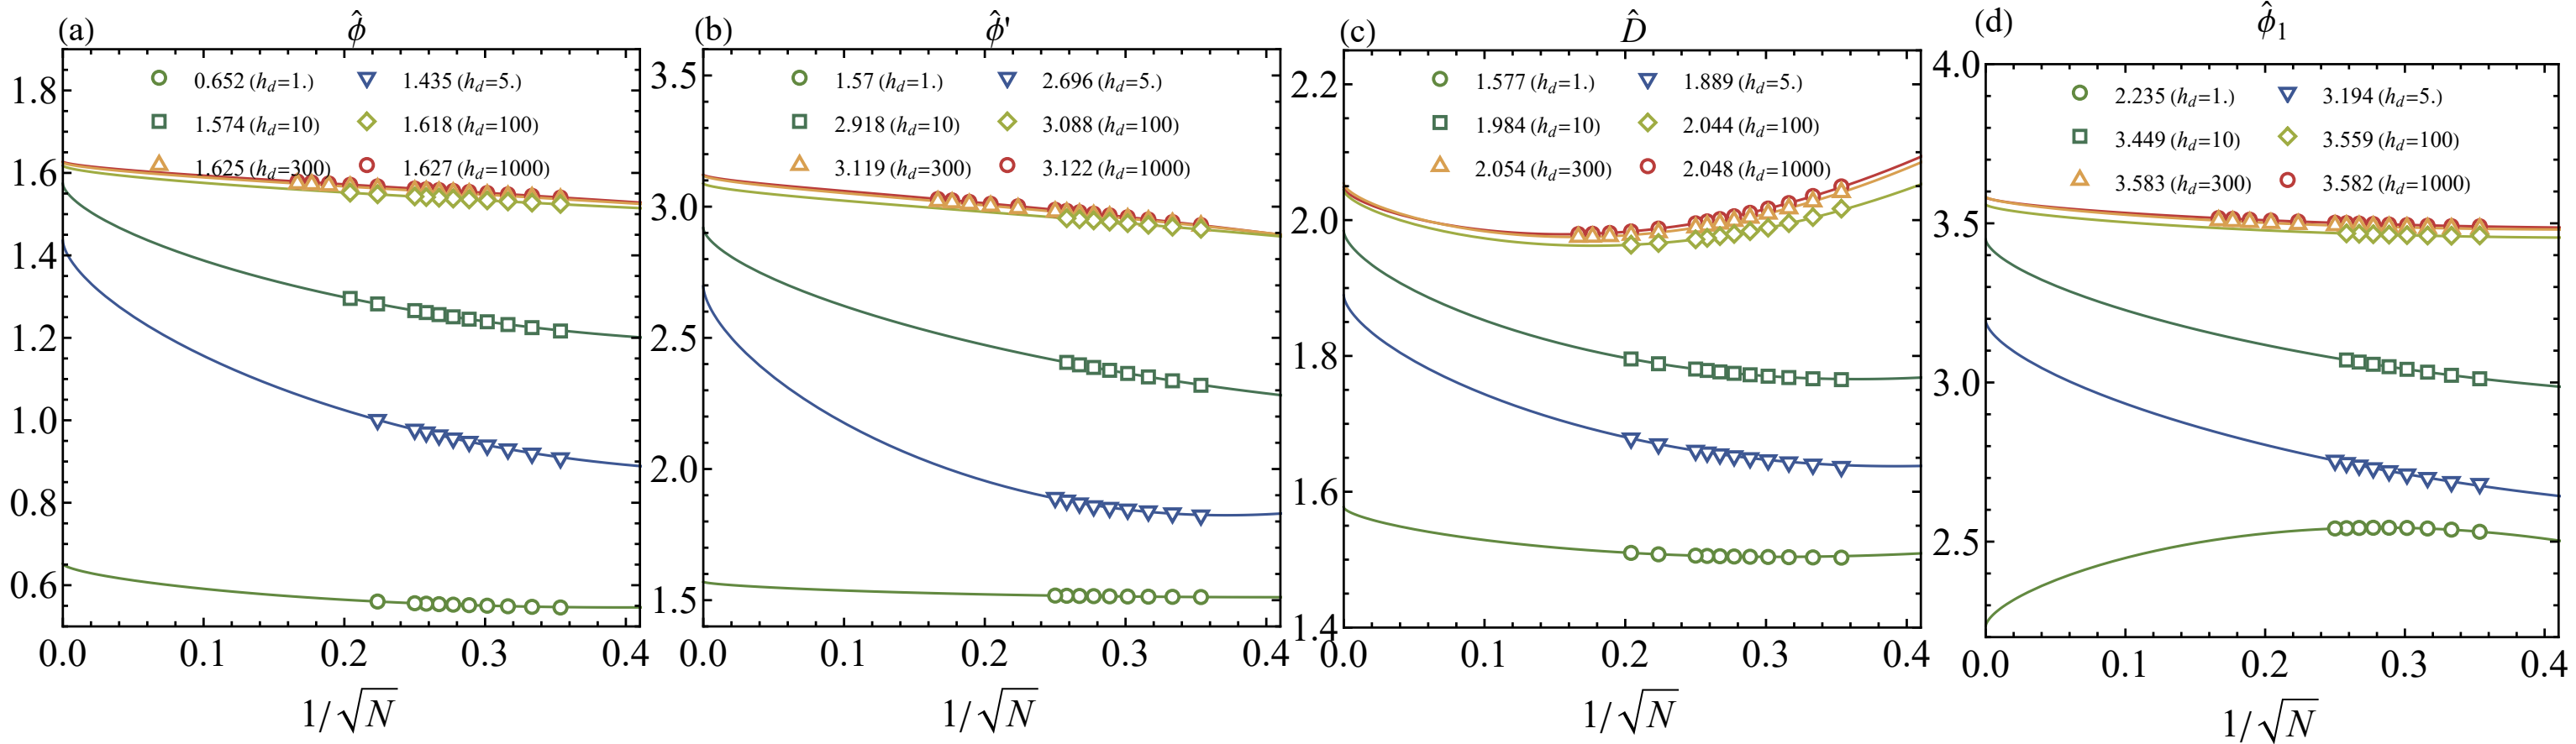 (a) ϕ̂
0.652 (h_d=1.) 1.435 (h_d=5.)
1.574 (h_d=10) 1.618 (h_d=100)
1.625 (h_d=300) 1.627 (h_d=1000)
1.8
1.6
1.4
1.2
1.0
0.8
0.6
0.0 0.1 0.2 0.3 0.4
1/√N
(b) ϕ̂'
1.57 (h_d=1.) 2.696 (h_d=5.)
2.918 (h_d=10) 3.088 (h_d=100)
3.119 (h_d=300) 3.122 (h_d=1000)
3.5
3.0
2.5
2.0
1.5
0.0 0.1 0.2 0.3 0.4
1/√N
(c) D̂
1.577 (h_d=1.) 1.889 (h_d=5.)
1.984 (h_d=10) 2.044 (h_d=100)
2.054 (h_d=300) 2.048 (h_d=1000)
2.2
2.0
1.8
1.6
1.4
0.0 0.1 0.2 0.3 0.4
1/√N
(d) ϕ̂₁
2.235 (h_d=1.) 3.194 (h_d=5.)
3.449 (h_d=10) 3.559 (h_d=100)
3.583 (h_d=300) 3.582 (h_d=1000)
4.0
3.5
3.0
2.5
0.0 0.1 0.2 0.3 0.4
1/√N